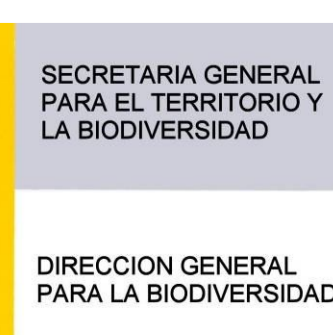 SECRETARIA GENERAL
PARA EL TERRITORIO Y
LA BIODIVERSIDAD
DIRECCION GENERAL
PARA LA BIODIVERSIDAD